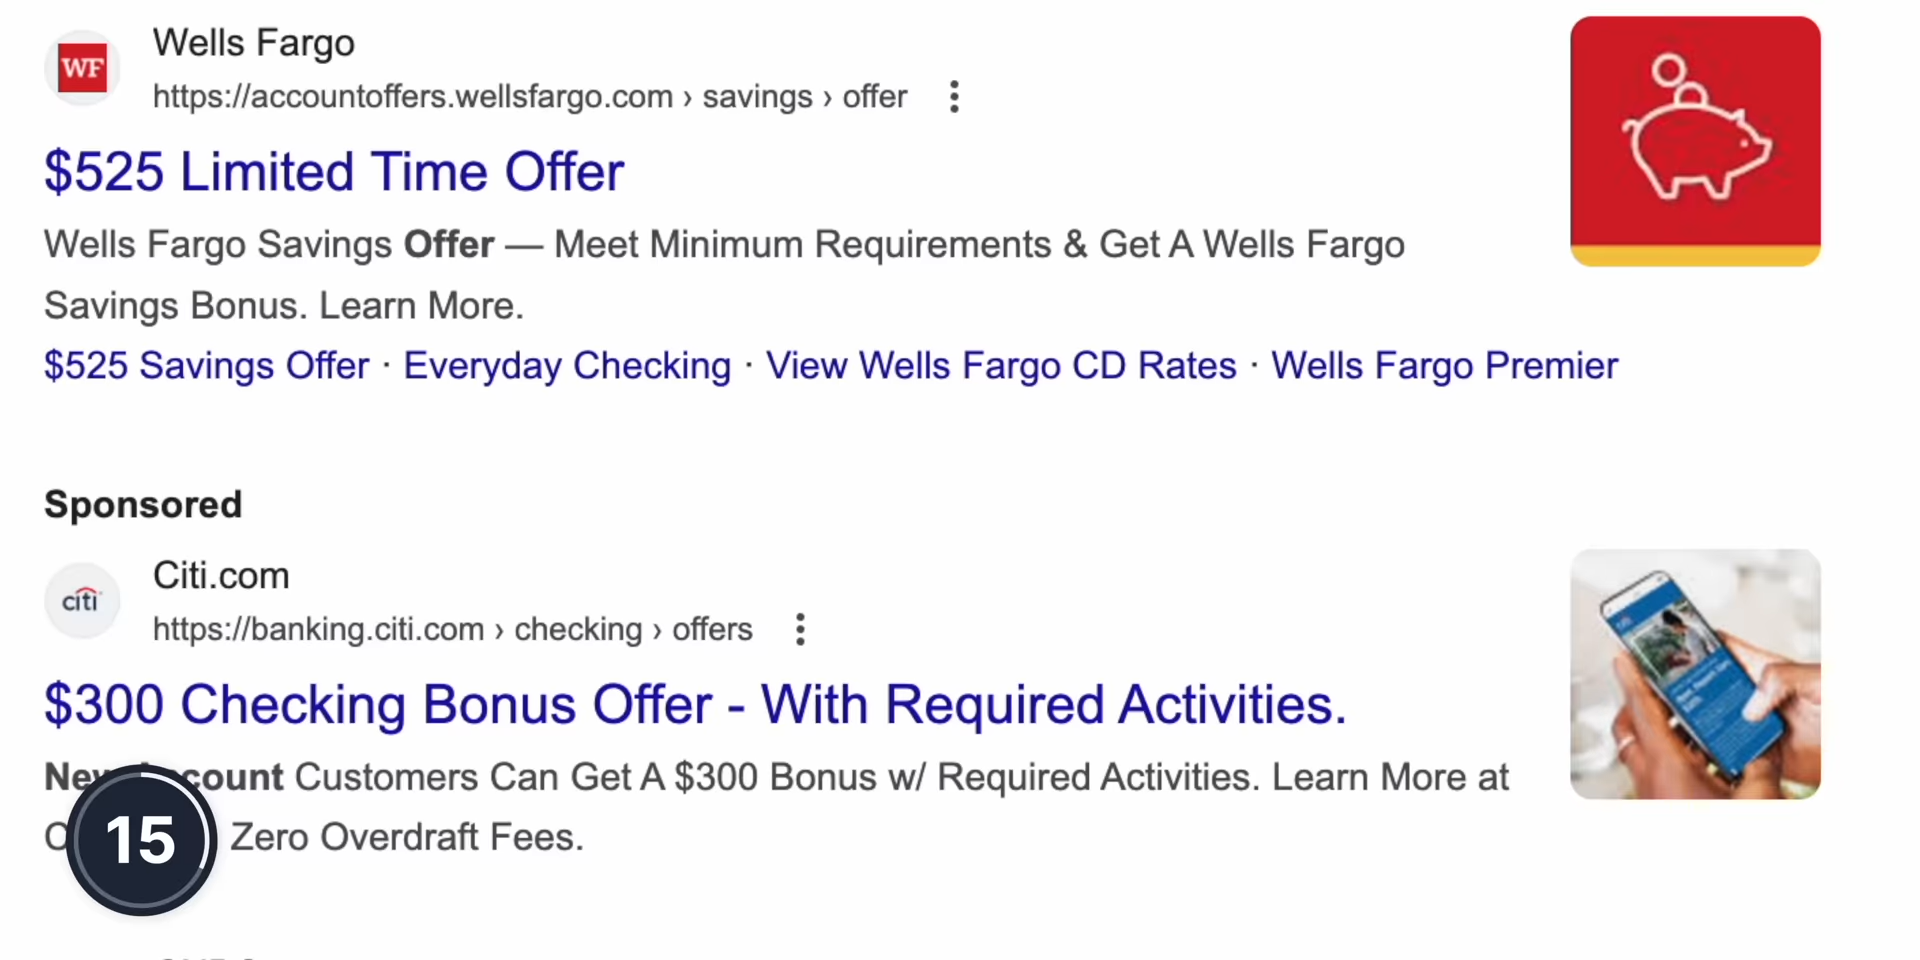 WF
Wells Fargo
https://accountoffers.wellsfargo.com › savings › offer
$525 Limited Time Offer
Wells Fargo Savings Offer — Meet Minimum Requirements & Get A Wells Fargo
Savings Bonus. Learn More.
$525 Savings Offer · Everyday Checking · View Wells Fargo CD Rates · Wells Fargo Premier
Sponsored
citi
Citi.com
https://banking.citi.com › checking › offers
$300 Checking Bonus Offer - With Required Activities.
Customers Can Get A $300 Bonus w/ Required Activities. Learn More at
Zero Overdraft Fees.
15